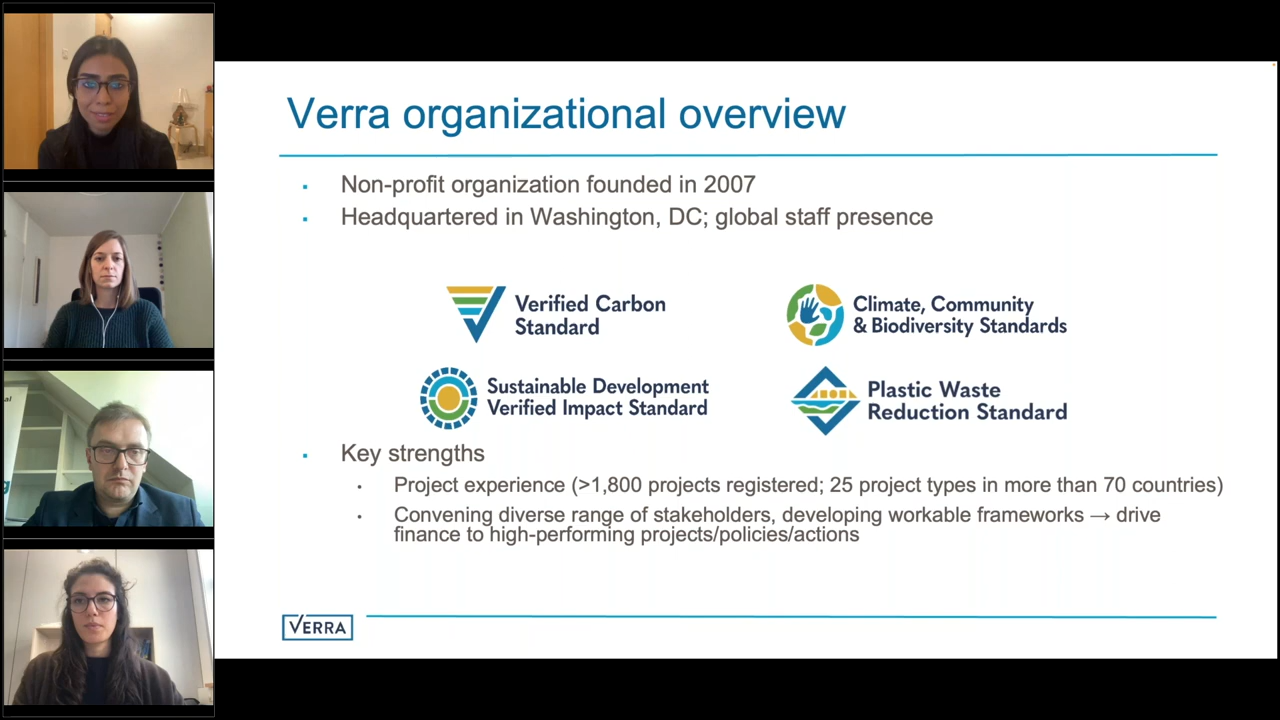 Verra organizational overview
Non-profit organization founded in 2007
Headquartered in Washington, DC; global staff presence
Verified Carbon
Standard
Climate, Community
& Biodiversity Standards
Sustainable Development
Verified Impact Standard
Plastic Waste
Reduction Standard
Key strengths
Project experience (>1,800 projects registered; 25 project types in more than 70 countries)
Convening diverse range of stakeholders, developing workable frameworks → drive
finance to high-performing projects/policies/actions
VERRA